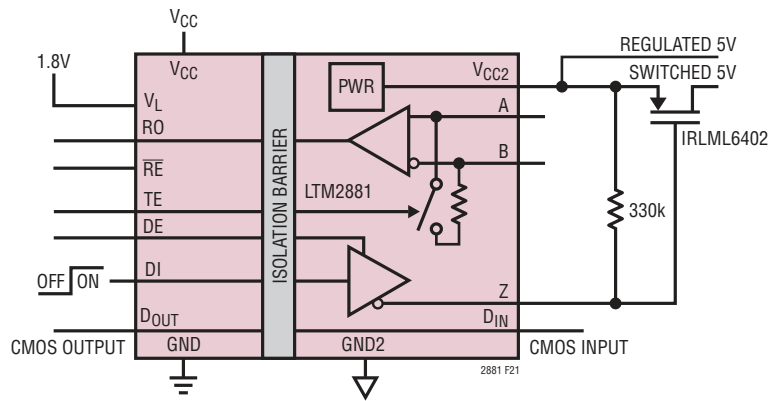 VCC
REGULATED 5V
1.8V
VCC
VCC2
SWITCHED 5V
PWR
VL
A
RO
IRLML6402
B
RE
ISOLATION BARRIER
LTM2881
TE
330k
DE
OFF ON
DI
Z
DOUT
DIN
CMOS OUTPUT
GND
GND2
CMOS INPUT
2881 F21